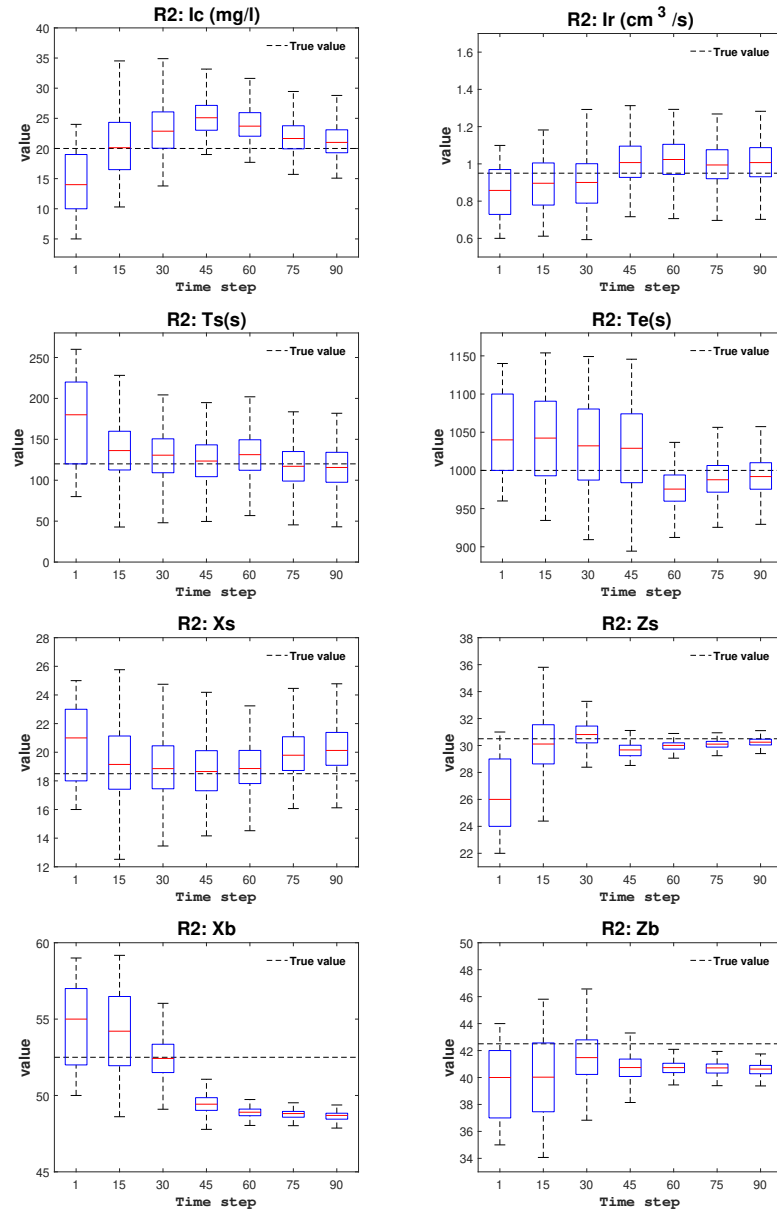 R2: Ic (mg/l)
True value
value
40
35
30
25
20
15
10
5
1 15 30 45 60 75 90
Time step
R2: Ir (cm 3 /s)
True value
value
1.6
1.4
1.2
1
0.8
0.6
1 15 30 45 60 75 90
Time step
R2: Ts(s)
True value
value
250
200
150
100
50
0
1 15 30 45 60 75 90
Time step
R2: Te(s)
True value
value
1150
1100
1050
1000
950
900
1 15 30 45 60 75 90
Time step
R2: Xs
True value
value
28
26
24
22
20
18
16
14
12
1 15 30 45 60 75 90
Time step
R2: Zs
True value
value
38
36
34
32
30
28
26
24
22
1 15 30 45 60 75 90
Time step
R2: Xb
True value
value
60
55
50
45
1 15 30 45 60 75 90
Time step
R2: Zb
True value
value
50
48
46
44
42
40
38
36
34
1 15 30 45 60 75 90
Time step